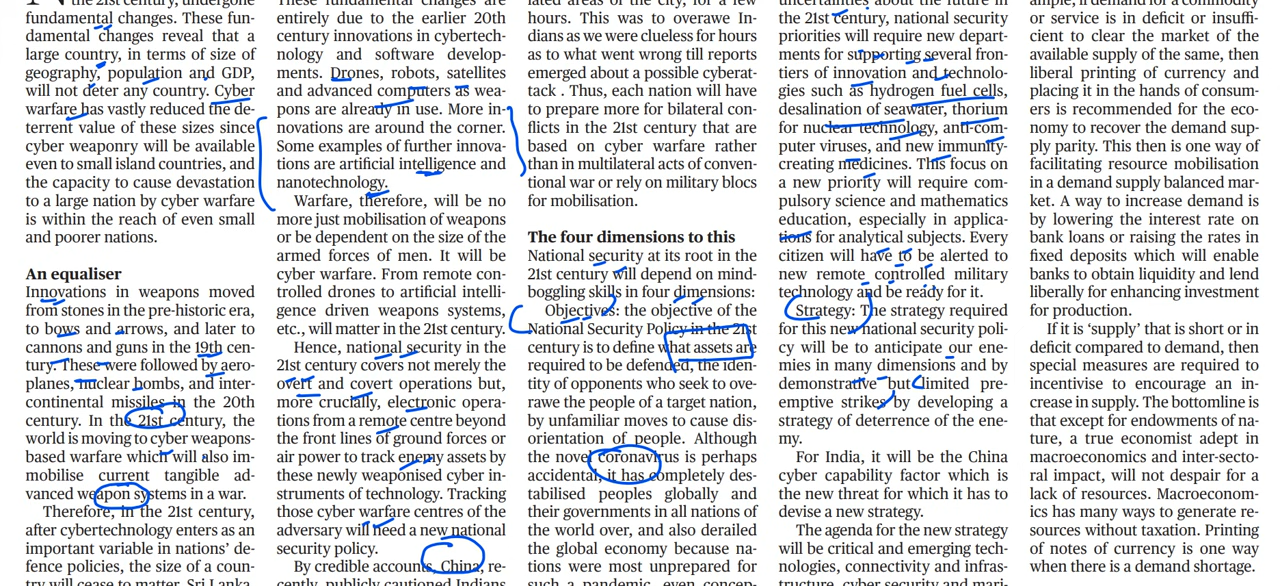 the 21st century, undergone
fundamental changes. These fun-
damental changes reveal that a
large country, in terms of size of
geography, population and GDP,
will not deter any country. Cyber
warfare has vastly reduced the de-
terrent value of these sizes since
cyber weaponry will be available
even to small island countries, and
the capacity to cause devastation
to a large nation by cyber warfare
is within the reach of even small
and poorer nations.
An equaliser
Innovations in weapons moved
from stones in the pre-historic era,
to bows and arrows, and later to
cannons and guns in the 19th cen-
tury. These were followed by aero-
planes, nuclear bombs, and inter-
continental missiles in the 20th
century. In the 21st century, the
world is moving to cyber weapons-
based warfare which will also im-
mobilise current tangible ad-
vanced weapon systems in a war.
Therefore, in the 21st century,
after cybertechnology enters as an
important variable in nations' de-
fence policies, the size of a coun-
try will cease to matter. Sri Lanka,
These fundamental changes are
entirely due to the earlier 20th
century innovations in cybertech-
nology and software develop-
ments. Drones, robots, satellites
and advanced computers as wea-
pons are already in use. More in-
novations are around the corner.
Some examples of further innova-
tions are artificial intelligence and
nanotechnology.
Warfare, therefore, will be no
more just mobilisation of weapons
or be dependent on the size of the
armed forces of men. It will be
cyber warfare. From remote con-
trolled drones to artificial intelli-
gence driven weapons systems,
etc., will matter in the 21st century.
Hence, national security in the
21st century covers not merely the
overt and covert operations but,
more crucially, electronic opera-
tions from a remote centre beyond
the front lines of ground forces or
air power to track enemy assets by
these newly weaponised cyber in-
struments of technology. Tracking
those cyber warfare centres of the
adversary will need a new national
security policy.
By credible accounts, China, re-
cently, publicly cautioned Indians
lated areas of the city, for a few
hours. This was to overawe In-
dians as we were clueless for hours
as to what went wrong till reports
emerged about a possible cyberat-
tack . Thus, each nation will have
to prepare more for bilateral con-
flicts in the 21st century that are
based on cyber warfare rather
than in multilateral acts of conven-
tional war or rely on military blocs
for mobilisation.
The four dimensions to this
National security at its root in the
21st century will depend on mind-
boggling skills in four dimensions:
Objectives: the objective of the
National Security Policy in the 21st
century is to define what assets are
required to be defended, the iden-
tity of opponents who seek to ove-
rawe the people of a target nation,
by unfamiliar moves to cause dis-
orientation of people. Although
the novel coronavirus is perhaps
accidental, it has completely des-
tabilised peoples globally and
their governments in all nations of
the world over, and also derailed
the global economy because na-
tions were most unprepared for
such a pandemic, even concep-
uncertainties about the future in
the 21st century, national security
priorities will require new depart-
ments for supporting several fron-
tiers of innovation and technolo-
gies such as hydrogen fuel cells,
desalination of seawater, thorium
for nuclear technology, anti-com-
puter viruses, and new immunity-
creating medicines. This focus on
a new priority will require com-
pulsory science and mathematics
education, especially in applica-
tions for analytical subjects. Every
citizen will have to be alerted to
new remote controlled military
technology and be ready for it.
Strategy: The strategy required
for this new national security poli-
cy will be to anticipate our ene-
mies in many dimensions and by
demonstrative but limited pre-
emptive strikes by developing a
strategy of deterrence of the ene-
my.
For India, it will be the China
cyber capability factor which is
the new threat for which it has to
devise a new strategy.
The agenda for the new strategy
will be critical and emerging tech-
nologies, connectivity and infras-
tructure, cyber security and mari-
ample, if demand for a commodity
or service is in deficit or insuffi-
cient to clear the market of the
available supply of the same, then
liberal printing of currency and
placing it in the hands of consum-
ers is recommended for the eco-
nomy to recover the demand sup-
ply parity. This then is one way of
facilitating resource mobilisation
in a demand supply balanced mar-
ket. A way to increase demand is
by lowering the interest rate on
bank loans or raising the rates in
fixed deposits which will enable
banks to obtain liquidity and lend
liberally for enhancing investment
for production.
If it is 'supply' that is short or in
deficit compared to demand, then
special measures are required to
incentivise to encourage an in-
crease in supply. The bottomline is
that except for endowments of na-
ture, a true economist adept in
macroeconomics and inter-secto-
ral impact, will not despair for a
lack of resources. Macroeconom-
ics has many ways to generate re-
sources without taxation. Printing
of notes of currency is one way
when there is a demand shortage.